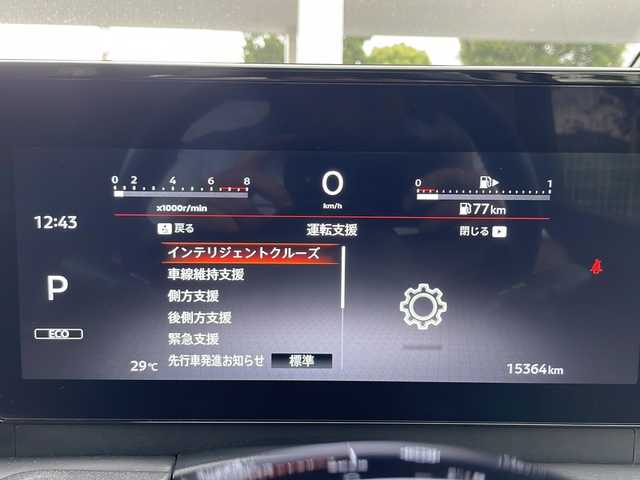 0 2 4 6 8
x1000r/min
0
km/h
0 1
77km
12:43
戻る
運転支援
閉じる
インテリジェントクルーズ
車線維持支援
側方支援
後側方支援
緊急支援
先行車発進お知らせ 標準
P
ECO
29℃
15364km
km/h